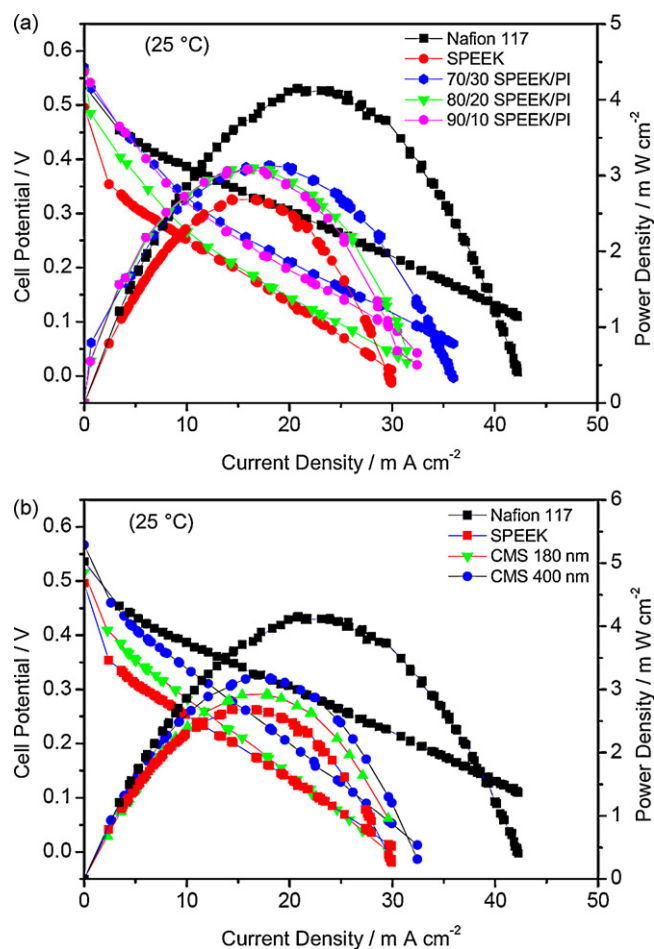 (a)
(25 °C)
Nafion 117
SPEEK
70/30 SPEEK/PI
80/20 SPEEK/PI
90/10 SPEEK/PI
Cell Potential / V
0.6
0.5
0.4
0.3
0.2
0.1
0.0
Power Density / m W cm-2
5
4
3
2
1
0
0 10 20 30 40 50
Current Density / m A cm-2
(b)
(25 °C)
Nafion 117
SPEEK
CMS 180 nm
CMS 400 nm
Cell Potential / V
0.6
0.5
0.4
0.3
0.2
0.1
0.0
Power Density / m W cm-2
6
5
4
3
2
1
0
0 10 20 30 40 50
Current Density / m A cm-2